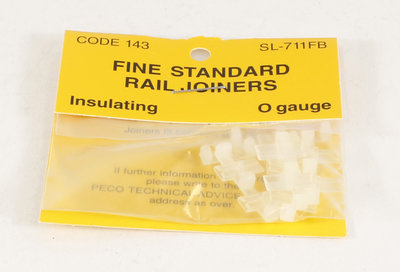 CODE 143 SL-711FB
FINE STANDARD
RAIL JOINERS
Insulating O gauge
Joiners
If further information
please write to the
PECO TECHNICAL ADVICE
address as over.